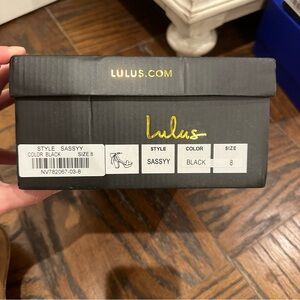 LULUS.COM
Lulus
STYLE SASSYY
COLOR BLACK SIZE 8
NV782067-03-8
STYLE COLOR SIZE
SASSYY BLACK 8